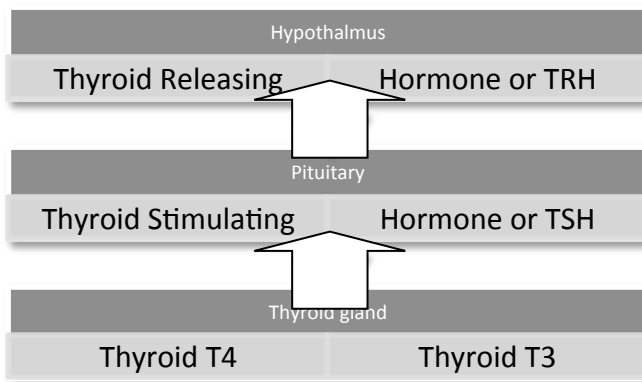 Hypothalmus
Thyroid Releasing Hormone or TRH
Pituitary
Thyroid Stimulating Hormone or TSH
Thyroid gland
Thyroid T4 Thyroid T3